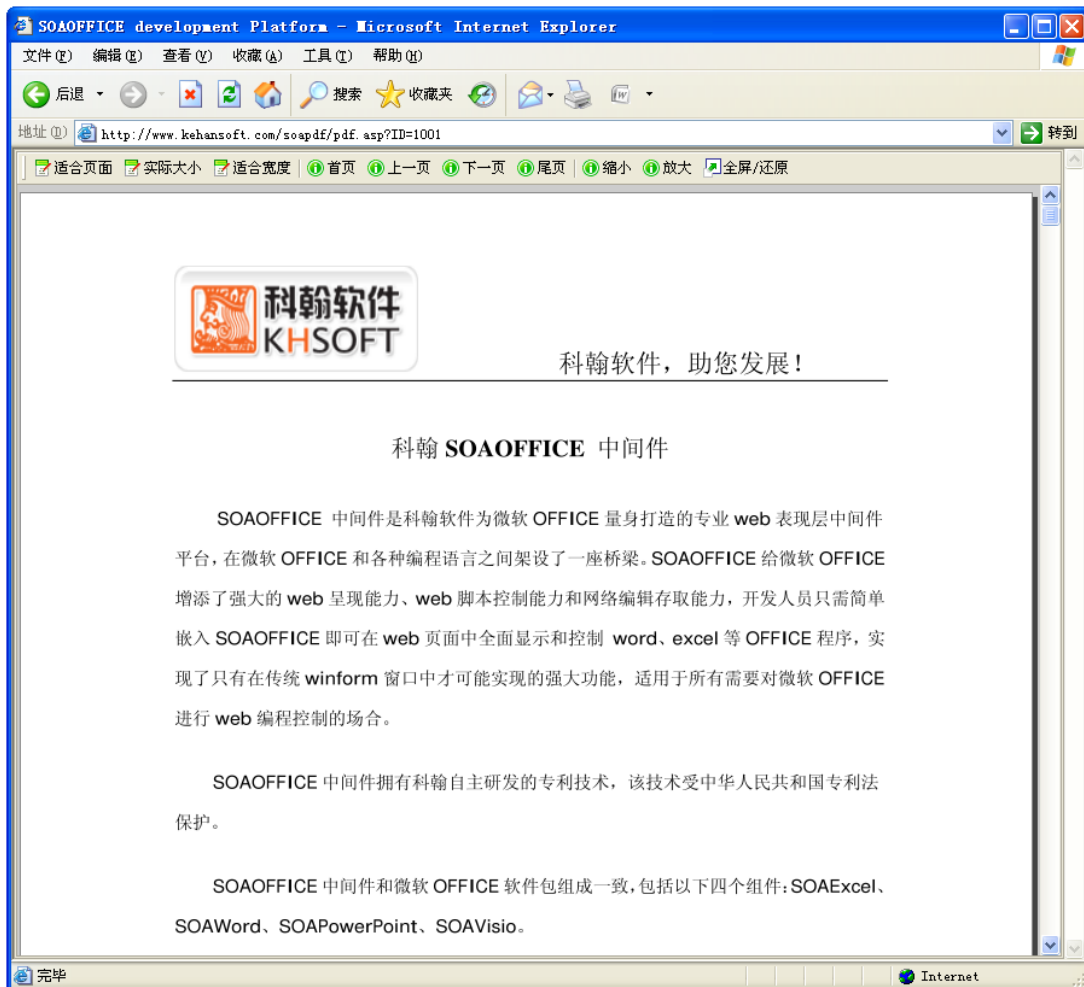 SOAOFFICE development Platform - Microsoft Internet Explorer
文件(F) 编辑(E) 查看(V) 收藏(A) 工具(T) 帮助(H)
后退 搜索 收藏夹
地址(D) http://www.kehansoft.com/soapdf/pdf.asp?ID=1001 转到
适合页面 实际大小 适合宽度 首页 上一页 下一页 尾页 缩小 放大 全屏/还原
科翰软件
KHSOFT
科翰软件，助您发展！
科翰 SOAOFFICE 中间件
SOAOFFICE 中间件是科翰软件为微软 OFFICE 量身打造的专业 web 表现层中间件
平台，在微软 OFFICE 和各种编程语言之间架设了一座桥梁。SOAOFFICE 给微软 OFFICE
增添了强大的 web 呈现能力、web 脚本控制能力和网络编辑存取能力，开发人员只需简单
嵌入 SOAOFFICE 即可在 web 页面中全面显示和控制 word、excel 等 OFFICE 程序，实
现了只有在传统 winform 窗口中才可能实现的强大功能，适用于所有需要对微软 OFFICE
进行 web 编程控制的场合。
SOAOFFICE 中间件拥有科翰自主研发的专利技术，该技术受中华人民共和国专利法
保护。
SOAOFFICE 中间件和微软 OFFICE 软件包组成一致，包括以下四个组件：SOAExcel、
SOAWord、SOAPowerPoint、SOAVisio。
完毕 Internet